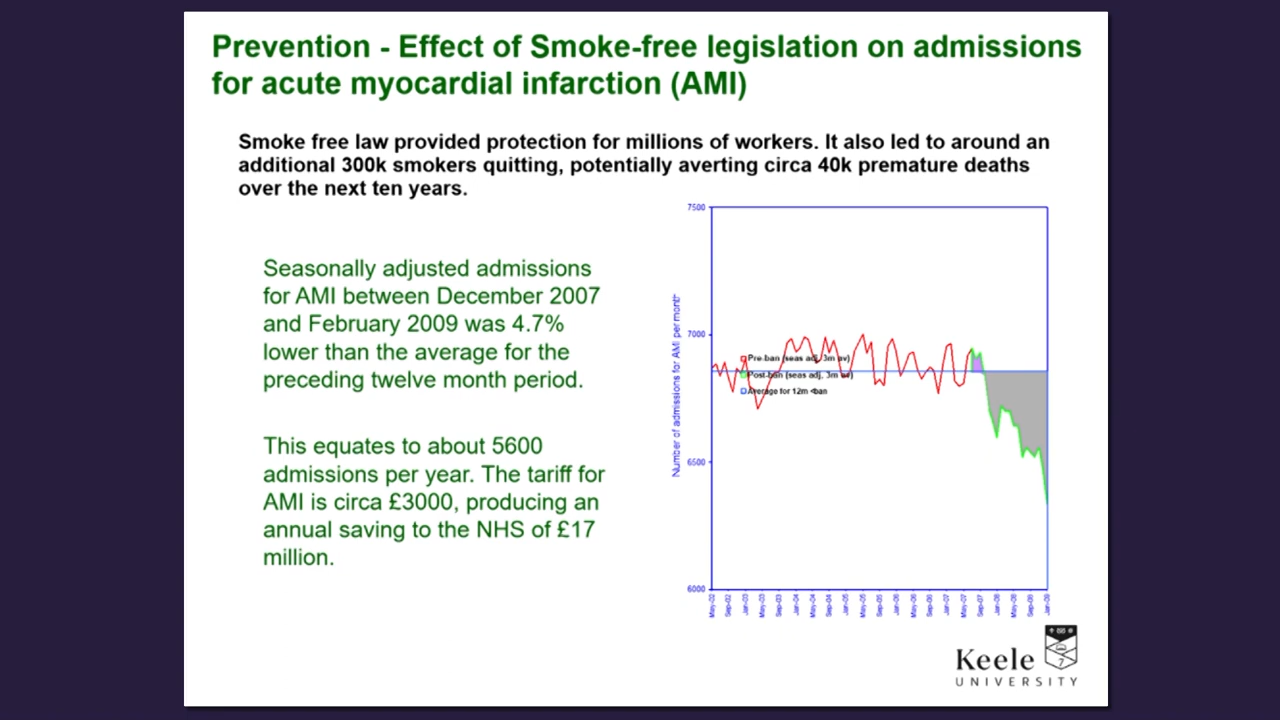 Prevention - Effect of Smoke-free legislation on admissions
for acute myocardial infarction (AMI)
Smoke free law provided protection for millions of workers. It also led to around an
additional 300k smokers quitting, potentially averting circa 40k premature deaths
over the next ten years.
Seasonally adjusted admissions
for AMI between December 2007
and February 2009 was 4.7%
lower than the average for the
preceding twelve month period.
This equates to about 5600
admissions per year. The tariff for
AMI is circa £3000, producing an
annual saving to the NHS of £17
million.
Number of admissions for AMI per month
7500
7000
6500
6000
Pre-ban (seas adj, 3m av)
Post-ban (seas adj, 3m av)
Average for 12m <ban
May-02 Sep-02 Jan-03 May-03 Sep-03 Jan-04 May-04 Sep-04 Jan-05 May-05 Sep-05 Jan-06 May-06 Sep-06 Jan-07 May-07 Sep-07 Jan-08 May-08 Sep-08 Jan-09
Keele
UNIVERSITY